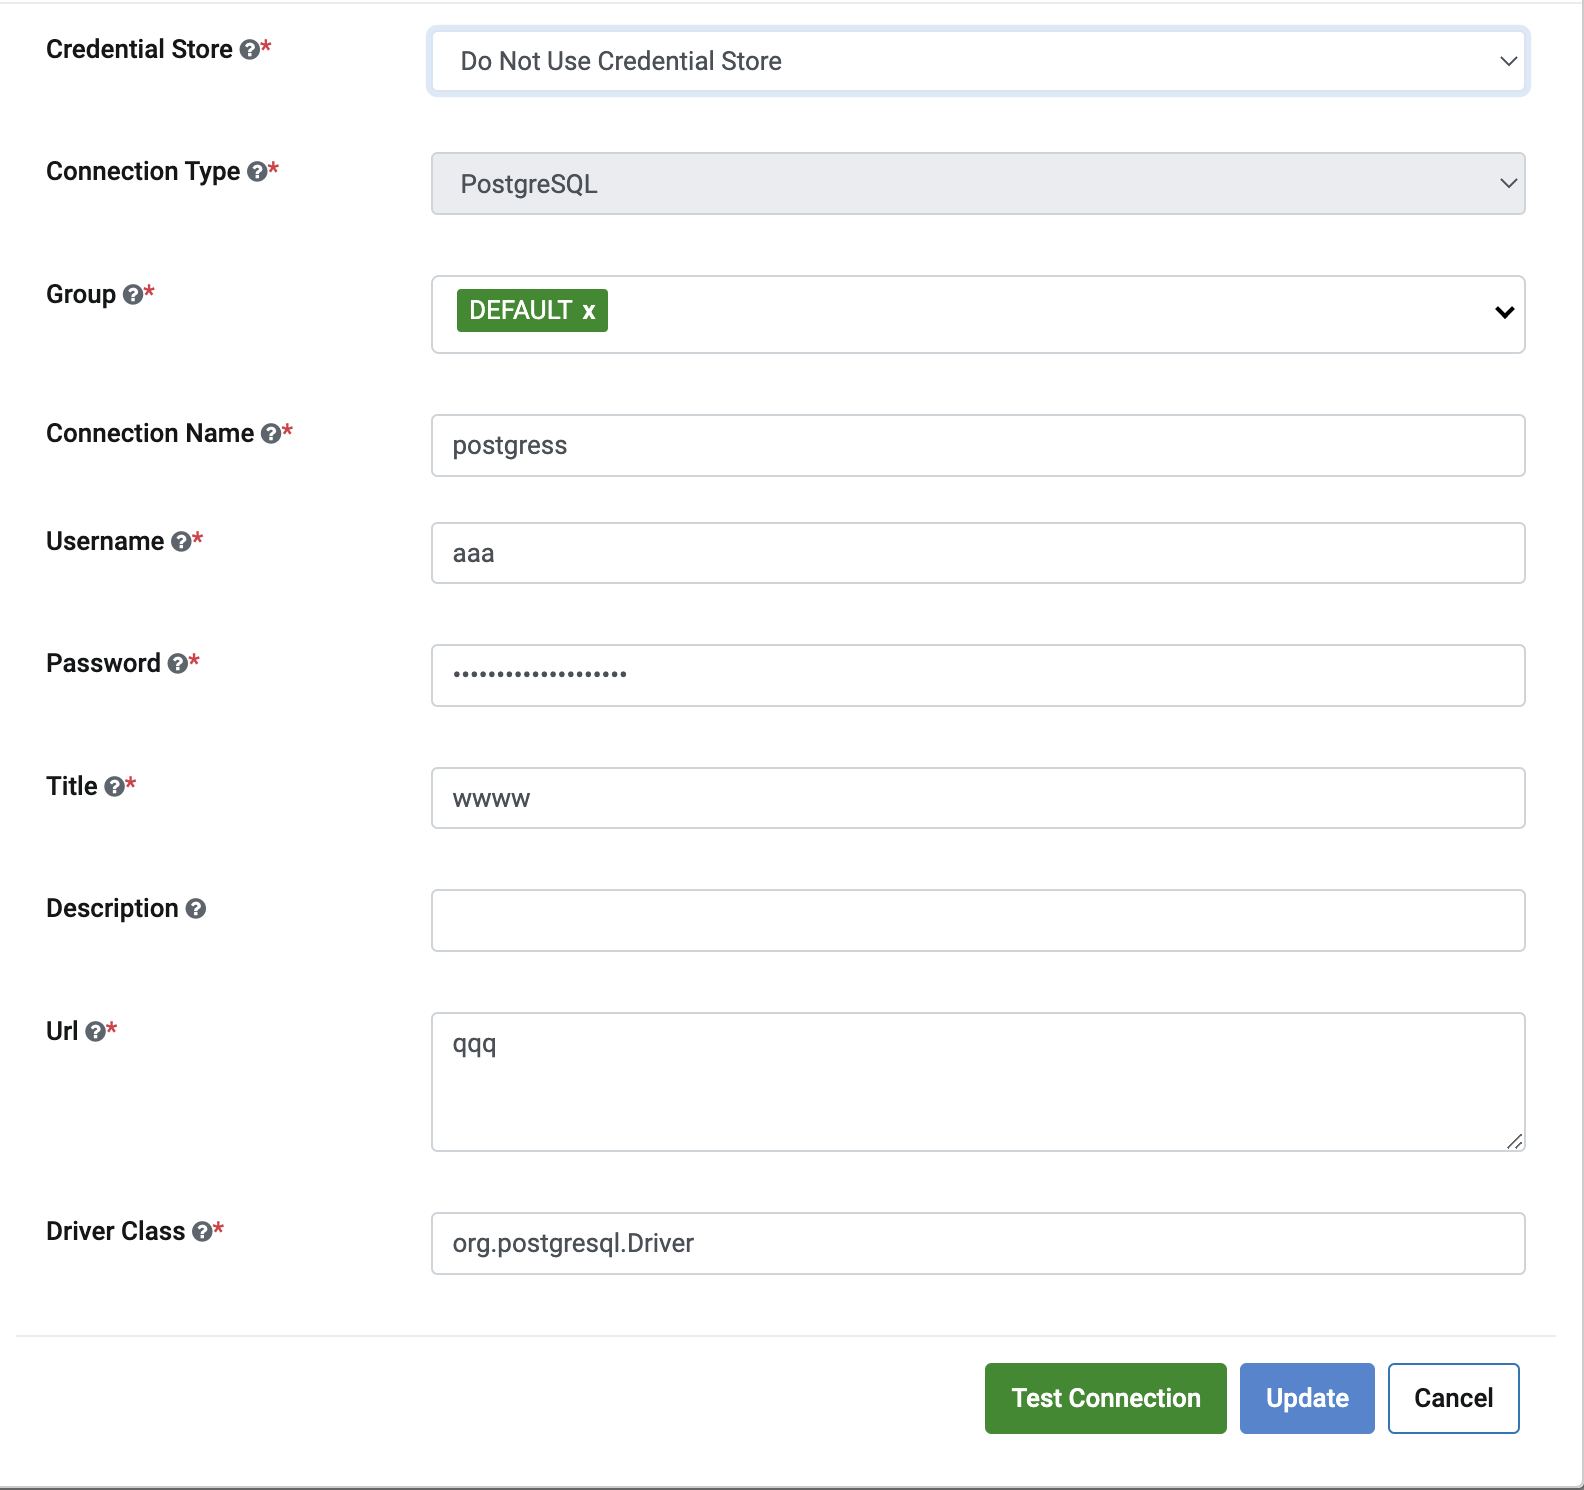 Credential Store ?*
Do Not Use Credential Store
Connection Type ?*
PostgreSQL
Group ?*
DEFAULT x
Connection Name ?*
postgress
Username ?*
aaa
Password ?*
••••••••••••••••••••
Title ?*
wwww
Description ?
Url ?*
qqq
Driver Class ?*
org.postgresql.Driver
Test Connection
Update
Cancel